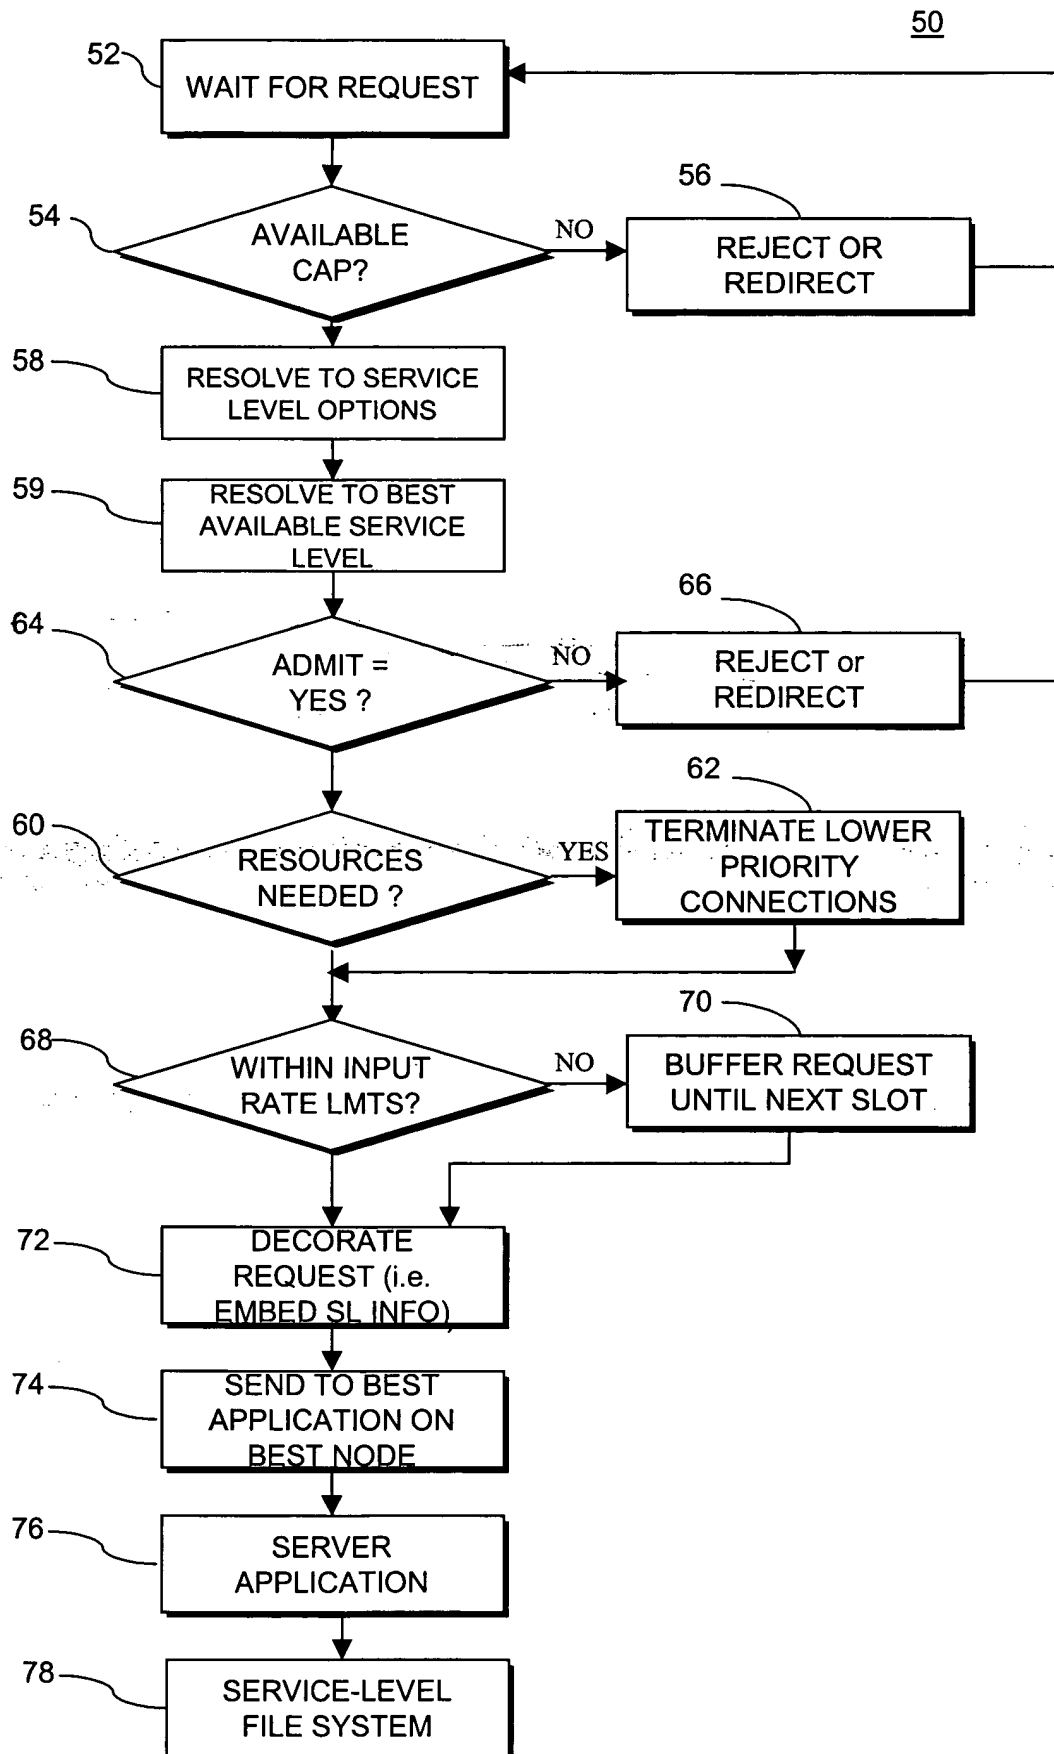 50
52
WAIT FOR REQUEST
54
AVAILABLE
CAP?
NO
56
REJECT OR
REDIRECT
58
RESOLVE TO SERVICE
LEVEL OPTIONS
59
RESOLVE TO BEST
AVAILABLE SERVICE
LEVEL
64
ADMIT =
YES ?
NO
66
REJECT or
REDIRECT
60
RESOURCES
NEEDED ?
YES
62
TERMINATE LOWER
PRIORITY
CONNECTIONS
68
WITHIN INPUT
RATE LMTS?
NO
70
BUFFER REQUEST
UNTIL NEXT SLOT
72
DECORATE
REQUEST (i.e.
EMBED SL INFO)
74
SEND TO BEST
APPLICATION ON
BEST NODE
76
SERVER
APPLICATION
78
SERVICE-LEVEL
FILE SYSTEM